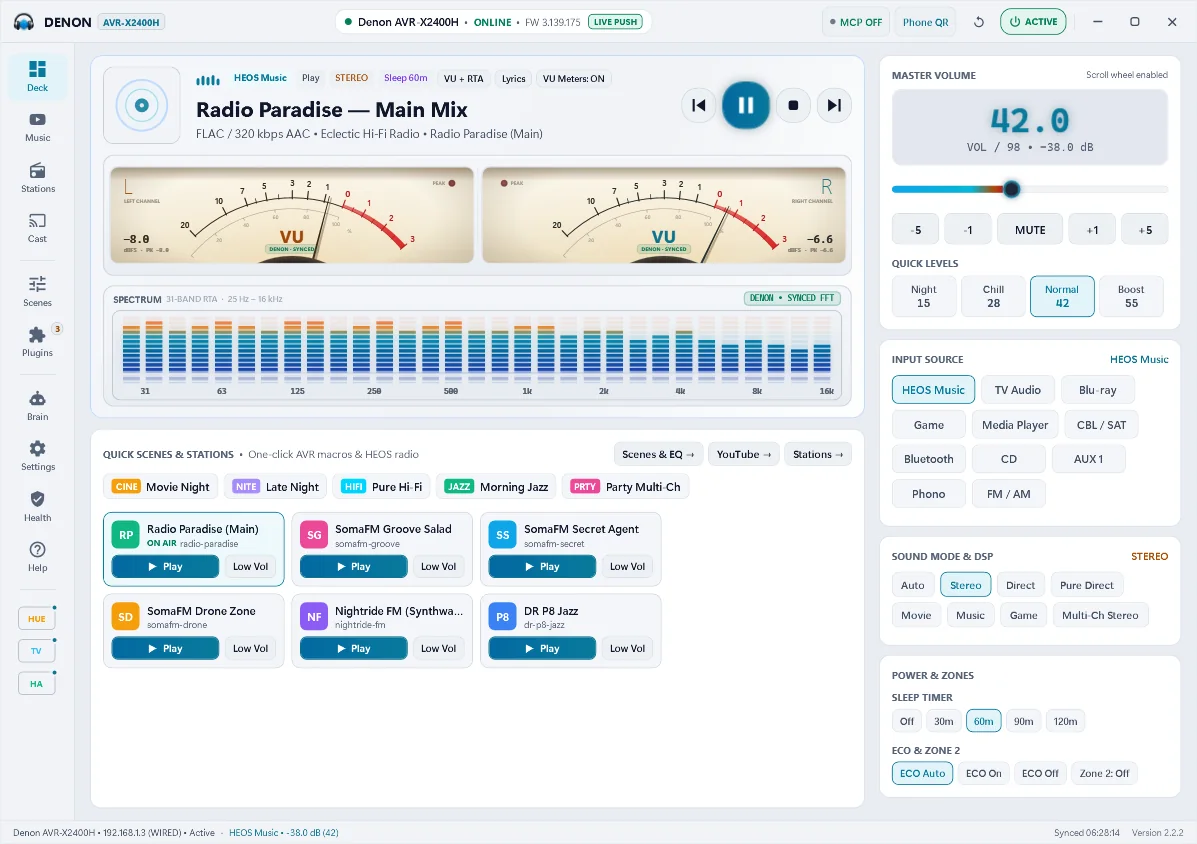 DENON AVR-X2400H
Denon AVR-X2400H • ONLINE • FW 3.139.175 LIVE PUSH
MCP OFF
Phone QR
ACTIVE
Deck
Music
Stations
Cast
Scenes
Plugins 3
Brain
Settings
Health
Help
HUE
TV
HA
HEOS Music Play STEREO Sleep 60m VU + RTA Lyrics VU Meters: ON
Radio Paradise — Main Mix
FLAC / 320 kbps AAC • Eclectic Hi-Fi Radio • Radio Paradise (Main)
L
LEFT CHANNEL
PEAK
20 10 7 5 3 2 1 0 1 2 3
VU
DENON · SYNCED
−8.0
PEAK
R
RIGHT CHANNEL
20 10 7 5 3 2 1 0 1 2 3
VU
DENON · SYNCED
−6.6
SPECTRUM 31-BAND RTA · 25 Hz – 16 kHz
DENON • SYNCED FFT
31 63 125 250 500 1k 2k 4k 8k 16k
QUICK SCENES & STATIONS • One-click AVR macros & HEOS radio
Scenes & EQ → YouTube → Stations →
CINE Movie Night NITE Late Night HIFI Pure Hi-Fi JAZZ Morning Jazz PRTY Party Multi-Ch
RP Radio Paradise (Main)
ON AIR radio-paradise
Play Low Vol
SG SomaFM Groove Salad
somafm-groove
Play Low Vol
SS SomaFM Secret Agent
somafm-secret
Play Low Vol
SD SomaFM Drone Zone
somafm-drone
Play Low Vol
NF Nightride FM (Synthwa...
nightride-fm
Play Low Vol
P8 DR P8 Jazz
dr-p8-jazz
Play Low Vol
MASTER VOLUME Scroll wheel enabled
42.0
VOL / 98 • −38.0 dB
-5 -1 MUTE +1 +5
QUICK LEVELS
Night Chill Normal Boost
15 28 42 55
INPUT SOURCE HEOS Music
HEOS Music TV Audio Blu-ray
Game Media Player CBL / SAT
Bluetooth CD AUX 1
Phono FM / AM
SOUND MODE & DSP STEREO
Auto Stereo Direct Pure Direct
Movie Music Game Multi-Ch Stereo
POWER & ZONES
SLEEP TIMER
Off 30m 60m 90m 120m
ECO & ZONE 2
ECO Auto ECO On ECO Off Zone 2: Off
Denon AVR-X2400H • 192.168.1.3 (WIRED) • Active · HEOS Music • -38.0 dB (42)
Synced 06:28:14 Version 2.2.2